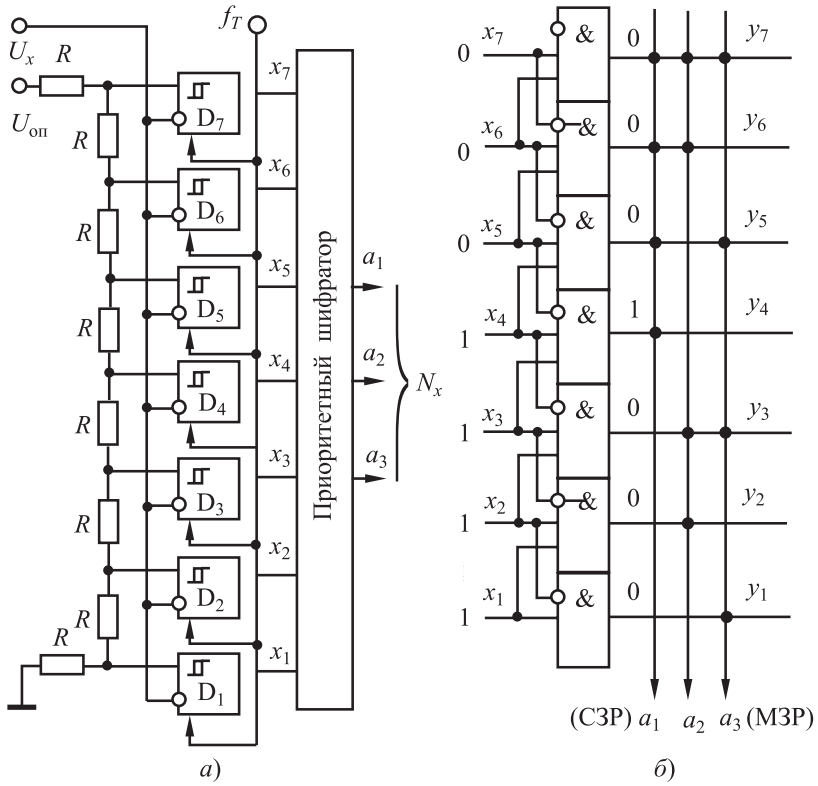 U_x
f_T
R
U_оп
R
R
R
R
R
R
R
D_7
D_6
D_5
D_4
D_3
D_2
D_1
x_7
x_6
x_5
x_4
x_3
x_2
x_1
Приоритетный шифратор
a_1
a_2
a_3
N_x
а)
0 x_7 & 0 y_7
0 x_6 & 0 y_6
0 x_5 & 0 y_5
1 x_4 & 1 y_4
1 x_3 & 0 y_3
1 x_2 & 0 y_2
1 x_1 & 0 y_1
(СЗР) a_1 a_2 a_3 (МЗР)
б)